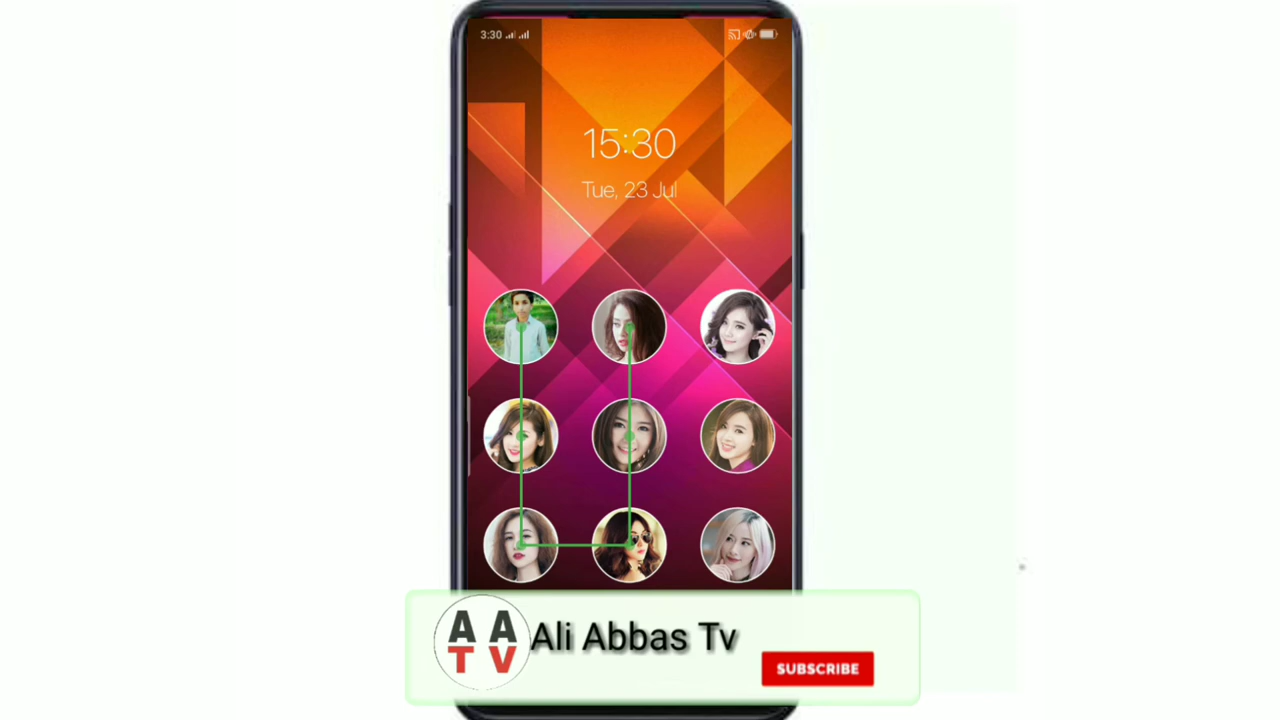 3:30
15:30
Tue, 23 Jul
A A
T V
Ali Abbas Tv
SUBSCRIBE